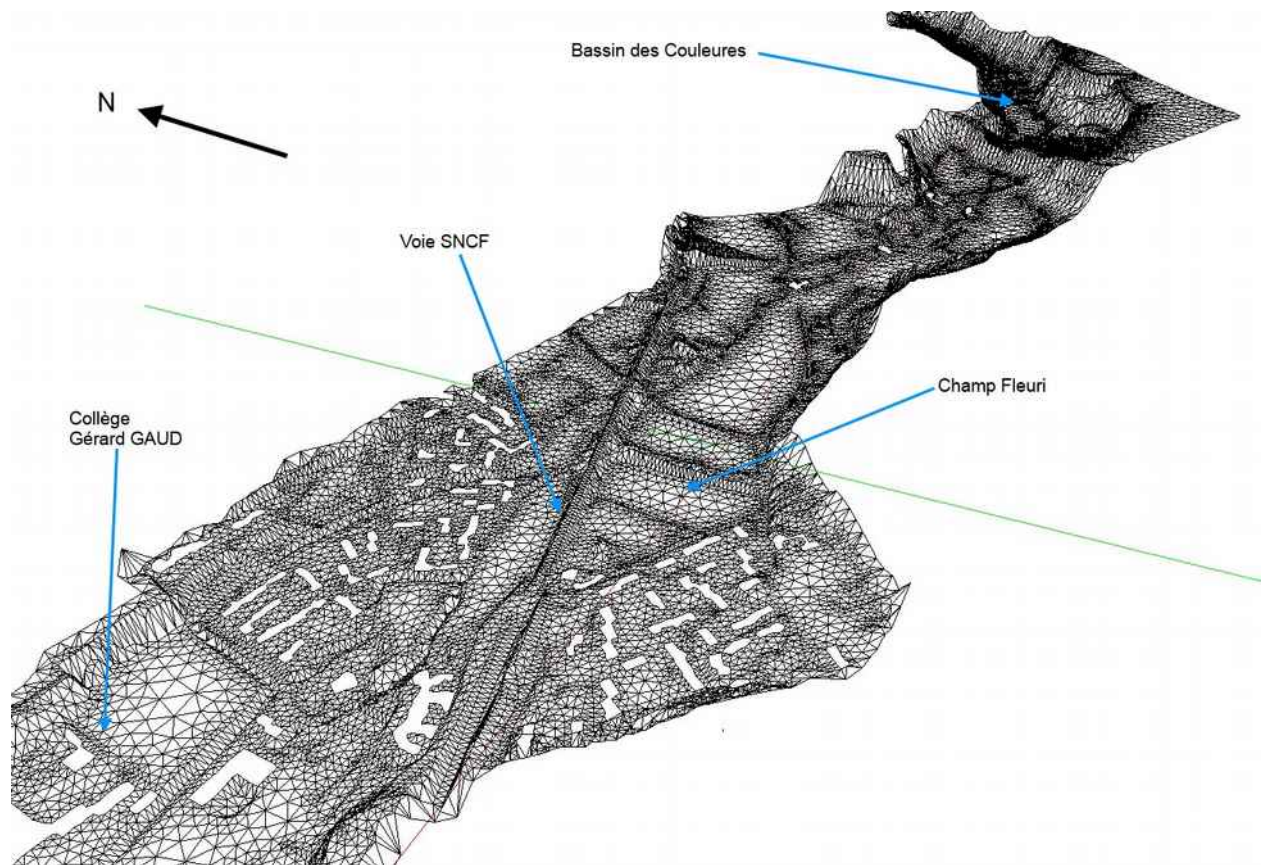 Bassin des Couleures
N
Voie SNCF
Champ Fleuri
Collège
Gérard GAUD